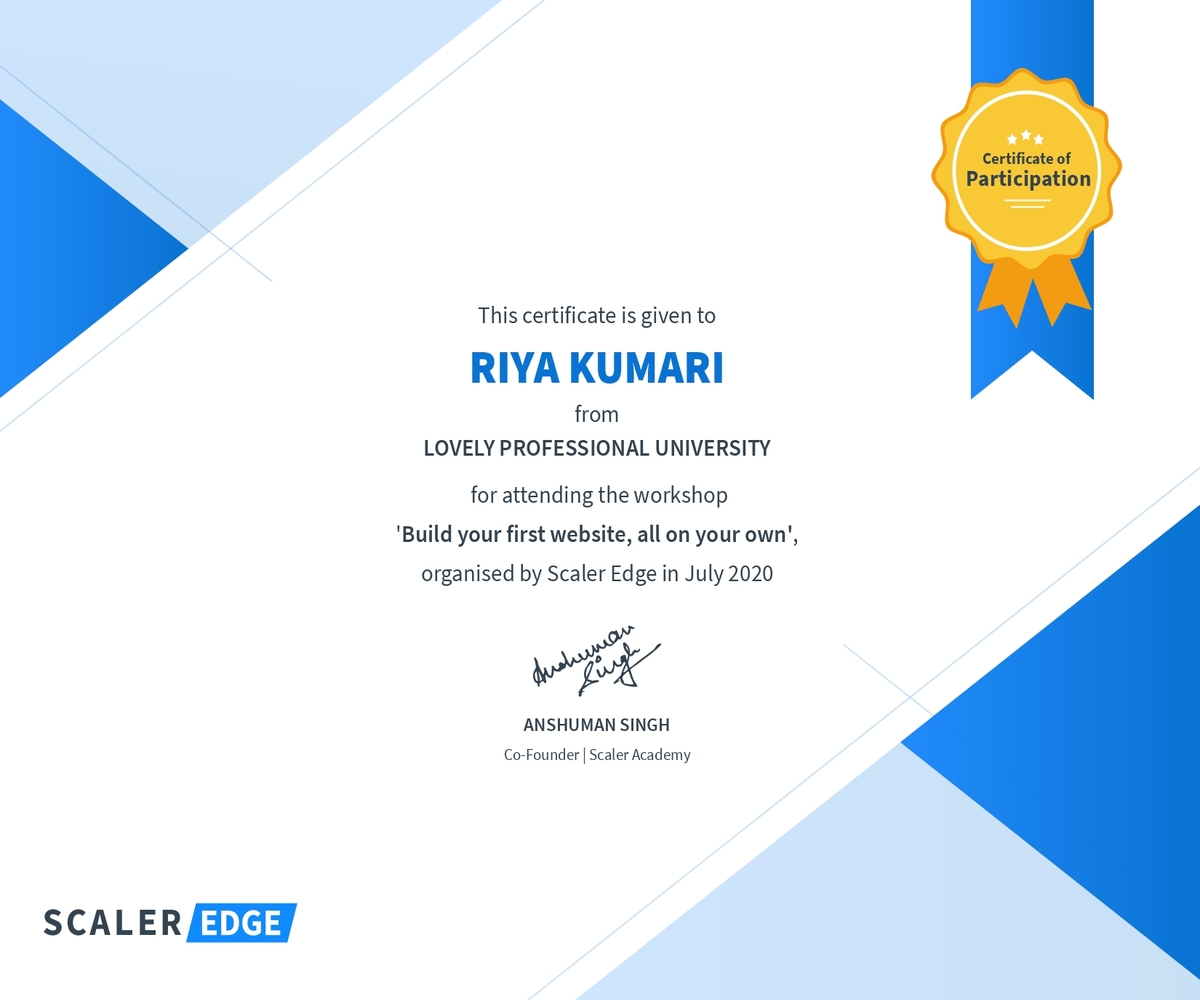 Certificate of
Participation
This certificate is given to
RIYA KUMARI
from
LOVELY PROFESSIONAL UNIVERSITY
for attending the workshop
'Build your first website, all on your own',
organised by Scaler Edge in July 2020
Anshuman
Singh
ANSHUMAN SINGH
Co-Founder | Scaler Academy
SCALER EDGE